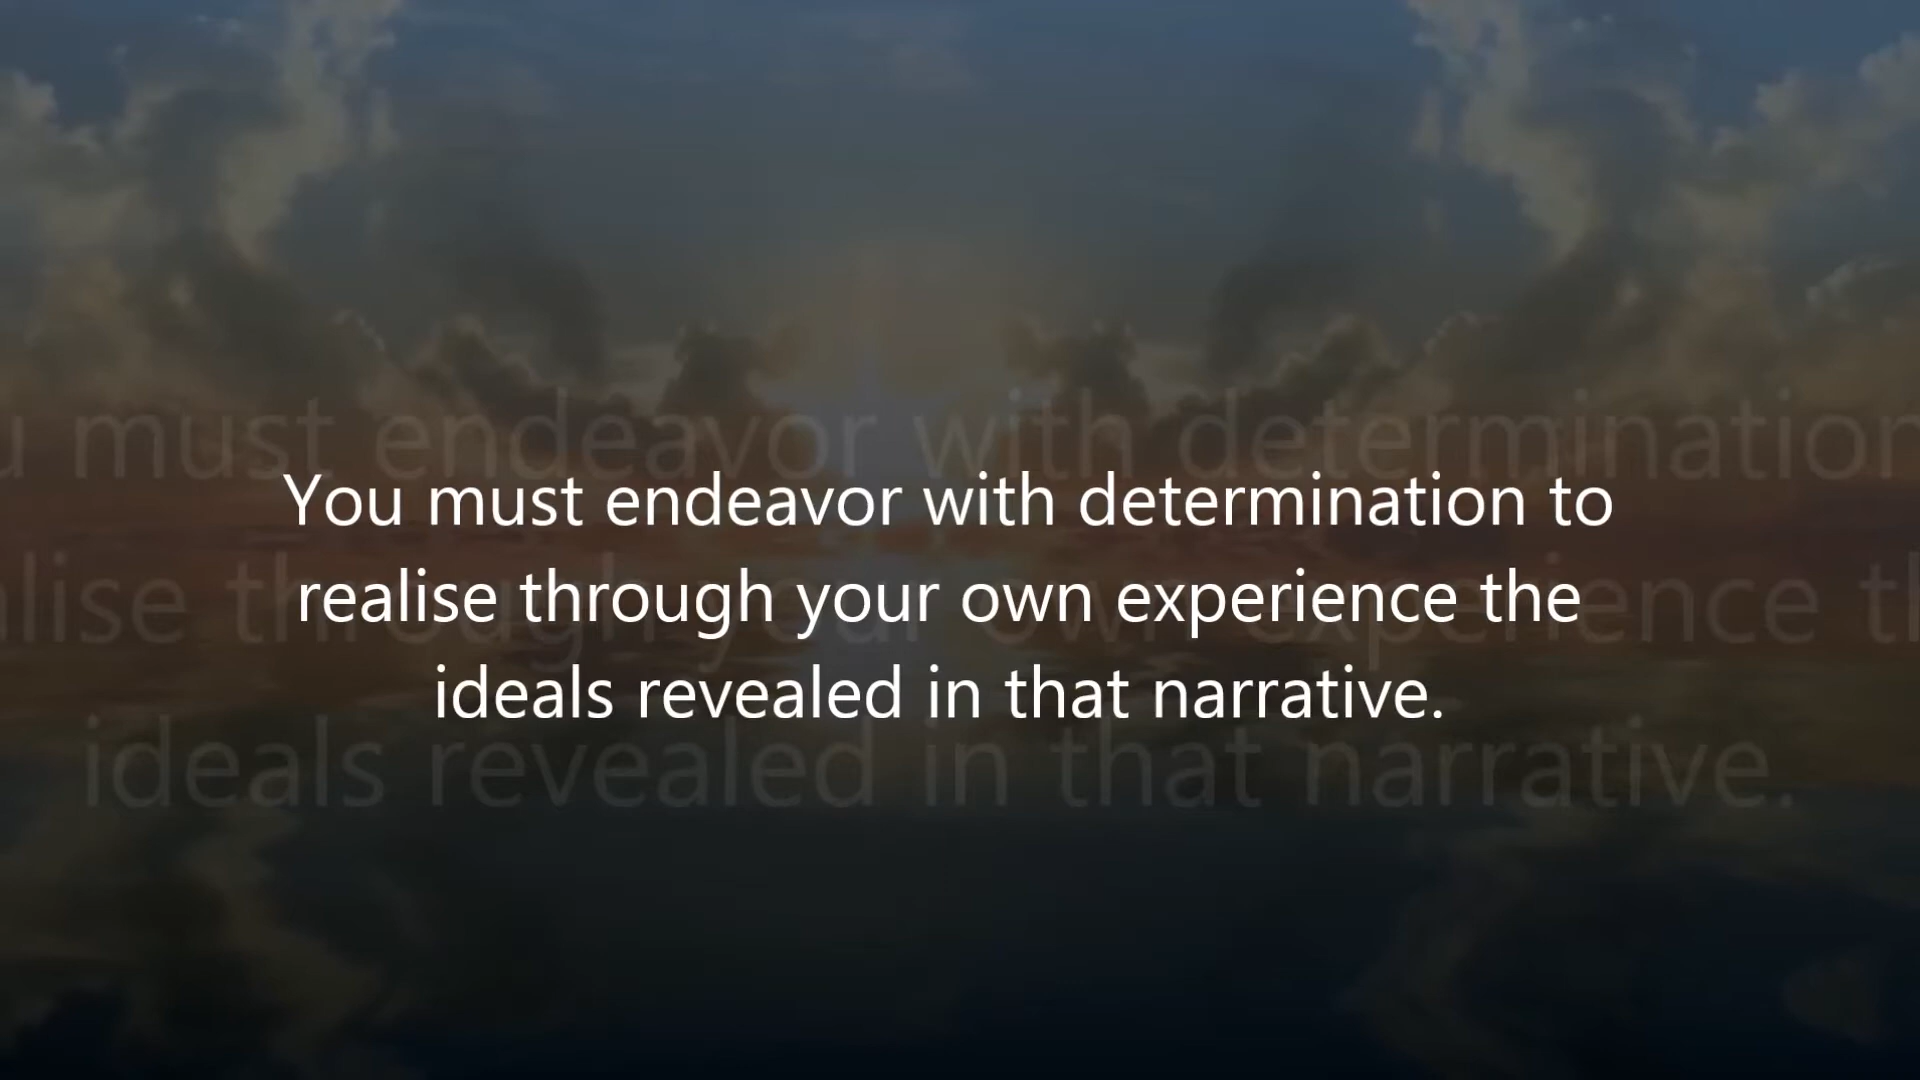 You must endeavor with determination to
realise through your own experience the
ideals revealed in that narrative.